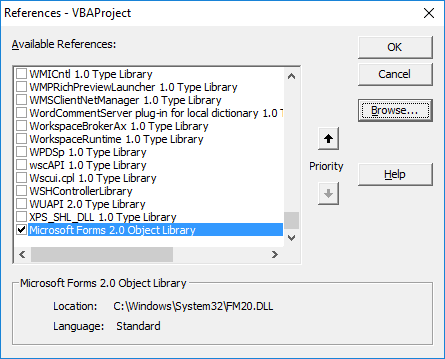 References - VBAProject
Available References:
OK
Cancel
Browse...
Priority
Help
WMICntl 1.0 Type Library
WMPRichPreviewLauncher 1.0 Type Library
WMSClientNetManager 1.0 Type Library
WordCommentServer plug-in for local dictionary 1.0 T
WorkspaceBrokerAx 1.0 Type Library
WorkspaceRuntime 1.0 Type Library
WPDSp 1.0 Type Library
wscAPI 1.0 Type Library
Wscui.cpl 1.0 Type Library
WSHControllerLibrary
WUAPI 2.0 Type Library
XPS_SHL_DLL 1.0 Type Library
Microsoft Forms 2.0 Object Library
Microsoft Forms 2.0 Object Library
Location: C:\Windows\System32\FM20.DLL
Language: Standard